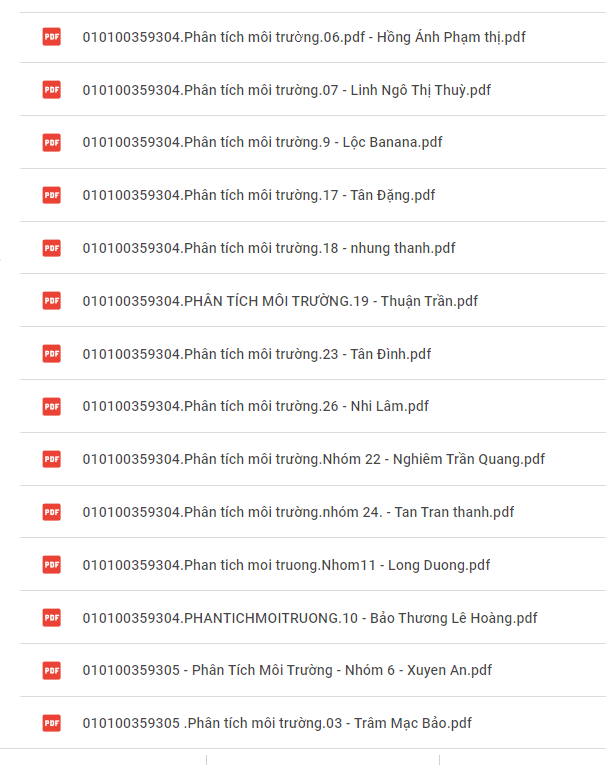 PDF 010100359304.Phân tích môi trường.06.pdf - Hồng Ánh Phạm thị.pdf
PDF 010100359304.Phân tích môi trường.07 - Linh Ngô Thị Thuỳ.pdf
PDF 010100359304.Phân tích môi trường.9 - Lộc Banana.pdf
PDF 010100359304.Phân tích môi trường.17 - Tân Đặng.pdf
PDF 010100359304.Phân tích môi trường.18 - nhung thanh.pdf
PDF 010100359304.PHÂN TÍCH MÔI TRƯỜNG.19 - Thuận Trần.pdf
PDF 010100359304.Phân tích môi trường.23 - Tân Đình.pdf
PDF 010100359304.Phân tích môi trường.26 - Nhi Lâm.pdf
PDF 010100359304.Phân tích môi trường.Nhóm 22 - Nghiêm Trần Quang.pdf
PDF 010100359304.Phân tích môi trường.nhóm 24. - Tan Tran thanh.pdf
PDF 010100359304.Phan tich moi truong.Nhom11 - Long Duong.pdf
PDF 010100359304.PHANTICHMOITRUONG.10 - Bảo Thương Lê Hoàng.pdf
PDF 010100359305 - Phân Tích Môi Trường - Nhóm 6 - Xuyen An.pdf
PDF 010100359305 .Phân tích môi trường.03 - Trâm Mạc Bảo.pdf